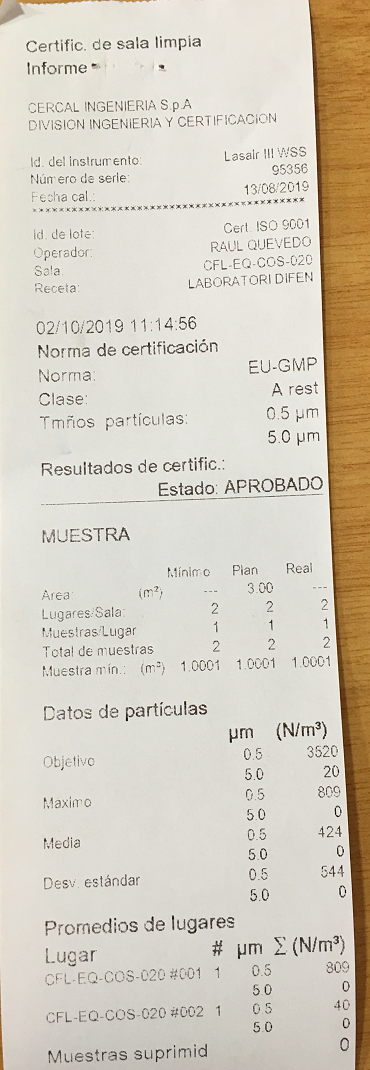 Certific. de sala limpia
Informe
CERCAL INGENIERIA S.p.A
DIVISION INGENIERIA Y CERTIFICACION
Id. del Instrumento: Lasair III WSS
Número de serie: 95356
Fecha cal.: 13/08/2019
****************************************
Id. de lote: Cert. ISO 9001
Operador: RAUL QUEVEDO
Sala: CFL-EQ-COS-020
Receta: LABORATORI DIFEN
02/10/2019 11:14:56
Norma de certificación
Norma: EU-GMP
Clase: A rest
Tmños partículas: 0.5 µm
5.0 µm
Resultados de certific.:
Estado: APROBADO
MUESTRA
Mínimo Plan Real
Area: (m²) --- 3.00 ---
Lugares/Sala: 2 2 2
Muestras/Lugar 1 1 1
Total de muestras 2 2 2
Muestra mín.: (m³) 1.0001 1.0001 1.0001
Datos de partículas
µm (N/m³)
Objetivo 0.5 3520
5.0 20
Maximo 0.5 809
5.0 0
Media 0.5 424
5.0 0
Desv. estándar 0.5 544
5.0 0
Promedios de lugares
Lugar # µm Σ (N/m³)
CFL-EQ-COS-020 #001 1 0.5 809
5.0 0
CFL-EQ-COS-020 #002 1 0.5 40
5.0 0
Muestras suprimid 0